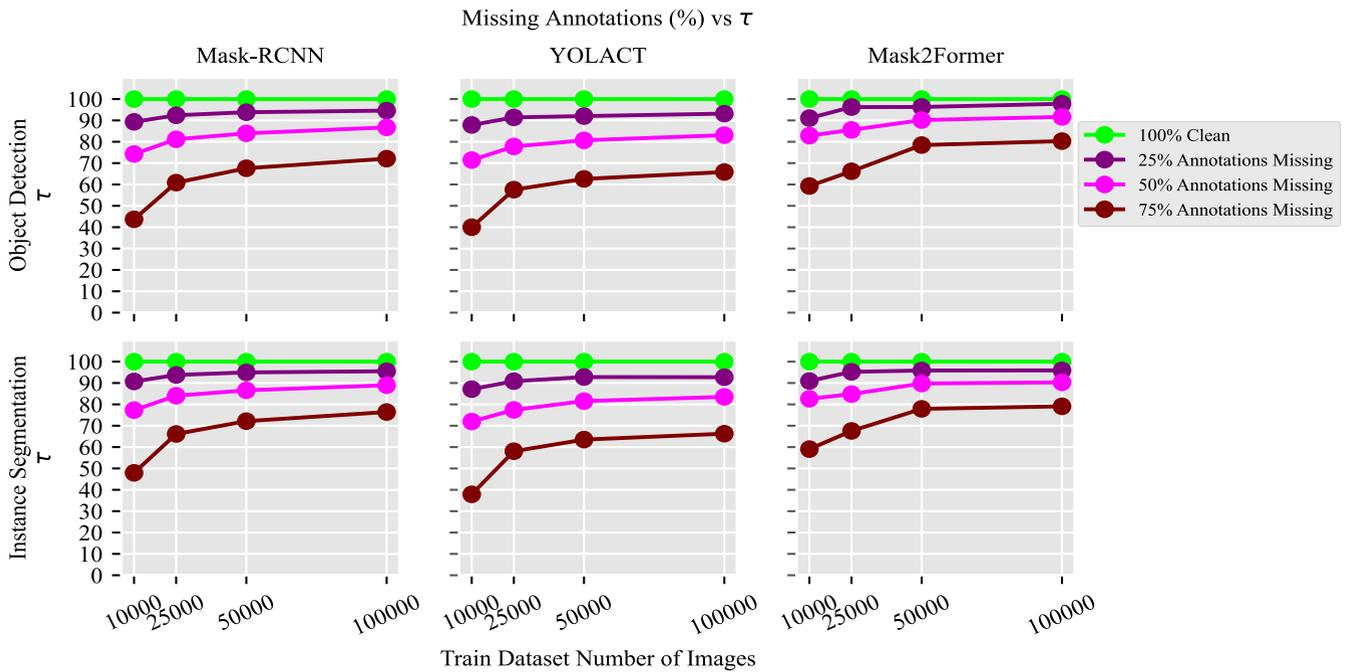 Missing Annotations (%) vs τ
Mask-RCNN YOLACT Mask2Former
Object Detection
τ
100
90
80
70
60
50
40
30
20
10
0
100% Clean
25% Annotations Missing
50% Annotations Missing
75% Annotations Missing
Instance Segmentation
τ
100
90
80
70
60
50
40
30
20
10
0
10000 25000 50000 100000 10000 25000 50000 100000 10000 25000 50000 100000
Train Dataset Number of Images